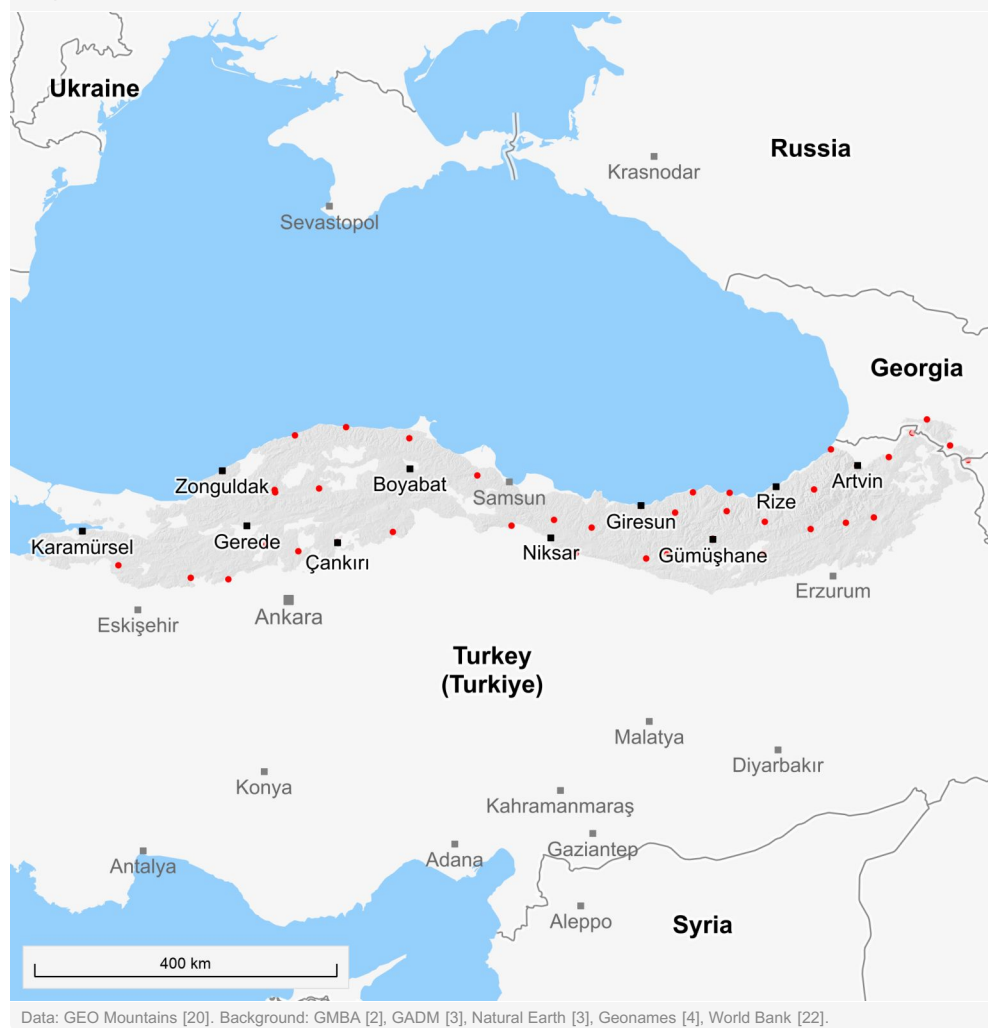 Ukraine
Russia
Krasnodar
Sevastopol
Georgia
Zonguldak
Boyabat
Samsun
Giresun
Rize
Artvin
Karamürsel
Gerede
Çankırı
Niksar
Gümüşhane
Erzurum
Eskişehir
Ankara
Turkey
(Turkiye)
Malatya
Diyarbakır
Konya
Kahramanmaraş
Gaziantep
Antalya
Adana
Aleppo
Syria
400 km
Data: GEO Mountains [20]. Background: GMBA [2], GADM [3], Natural Earth [3], Geonames [4], World Bank [22].